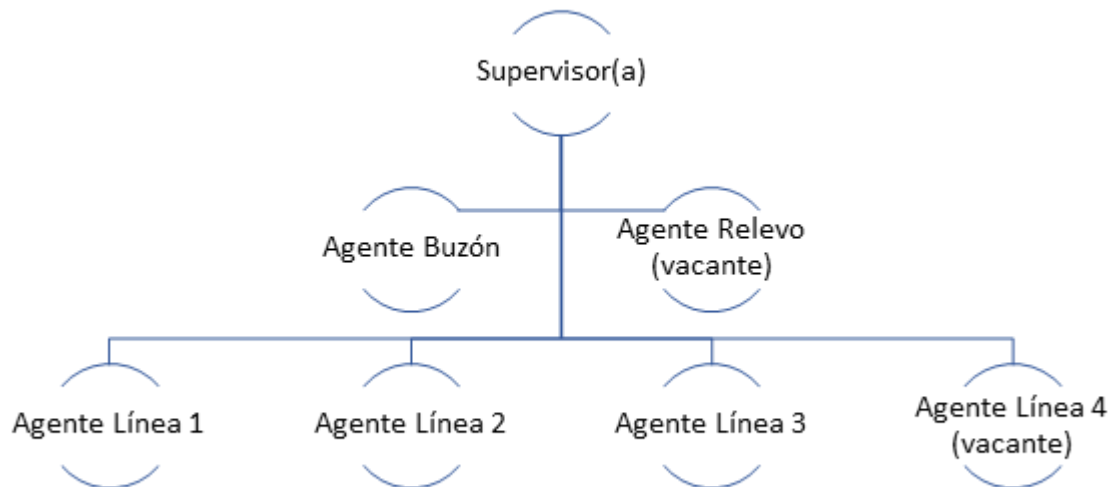 Supervisor(a)
Agente Buzón
Agente Relevo
(vacante)
Agente Línea 1
Agente Línea 2
Agente Línea 3
Agente Línea 4
(vacante)